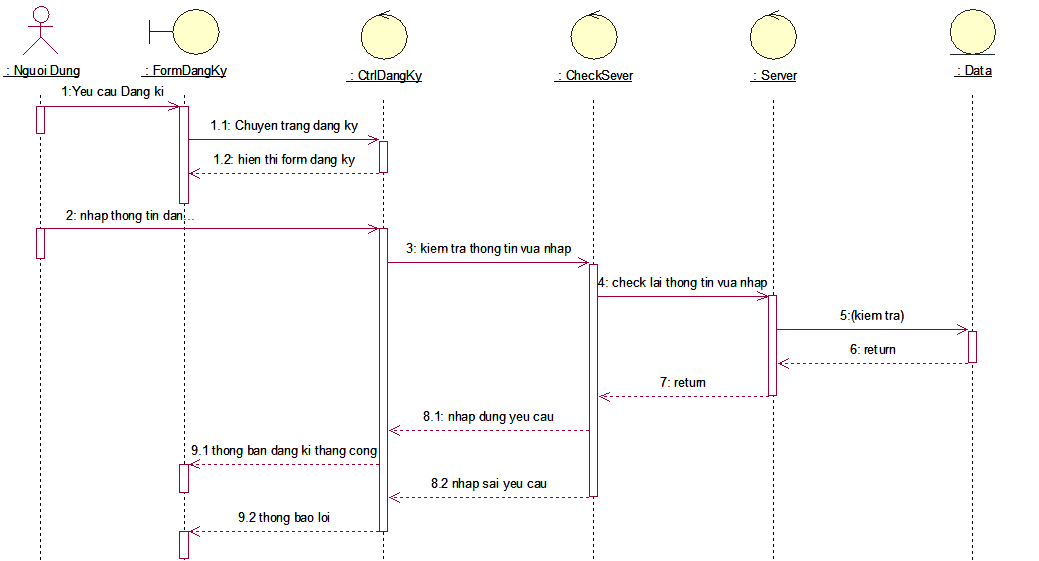 : Nguoi Dung
: FormDangKy
: CtrlDangKy
: CheckSever
: Server
: Data
1:Yeu cau Dang ki
1.1: Chuyen trang dang ky
1.2: hien thi form dang ky
2: nhap thong tin dan...
3: kiem tra thong tin vua nhap
4: check lai thong tin vua nhap
5:(kiem tra)
6: return
7: return
8.1: nhap dung yeu cau
9.1 thong ban dang ki thang cong
8.2 nhap sai yeu cau
9.2 thong bao loi